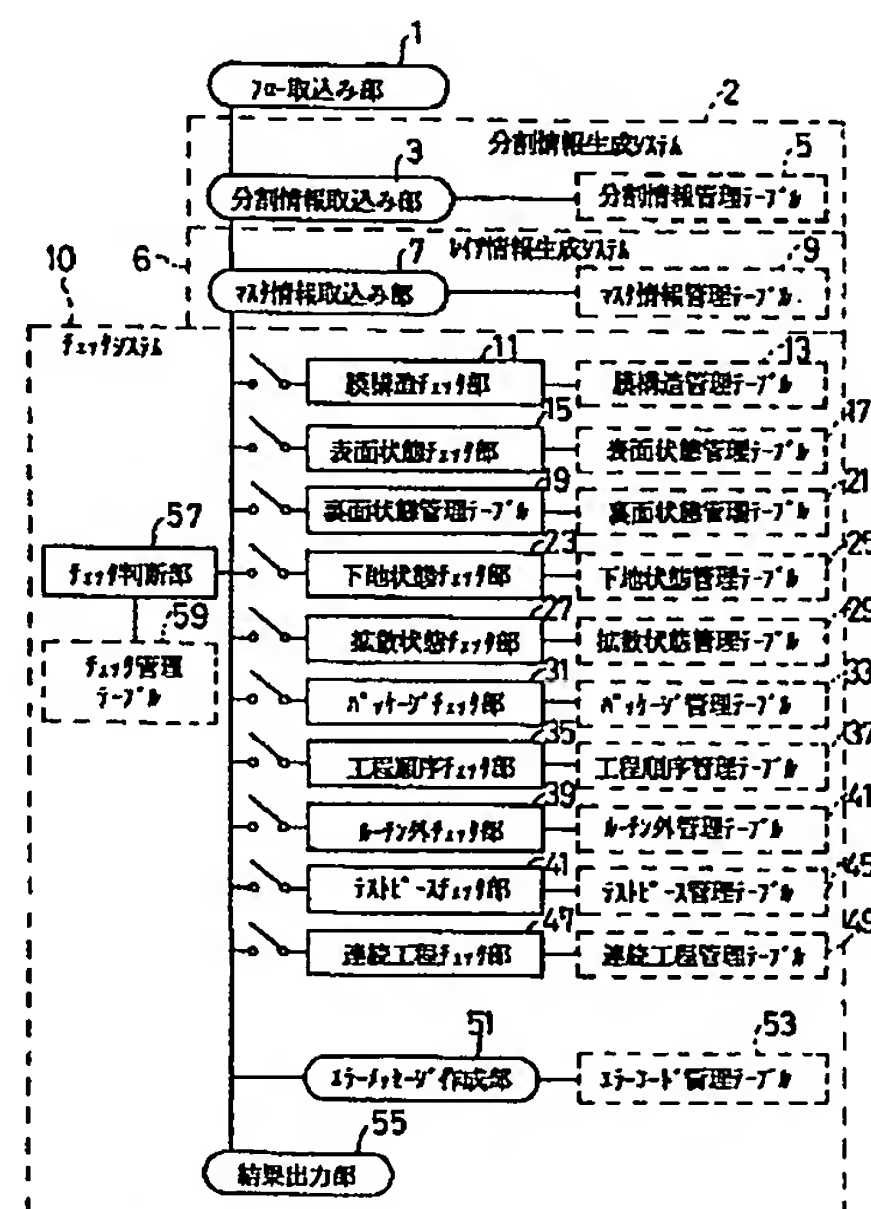 1
フロー取込み部
2
分割情報生成システム
3
5
分割情報取込み部
分割情報管理テーブル
10
6
レイヤ情報生成システム
7
9
マスタ情報取込み部
マスタ情報管理テーブル
チェックシステム
11
13
膜構造チェック部
膜構造管理テーブル
15
17
表面状態チェック部
表面状態管理テーブル
19
21
裏面状態管理テーブル
裏面状態管理テーブル
57
23
25
チェック判断部
下地状態チェック部
下地状態管理テーブル
59
27
29
チェック管理
テーブル
拡散状態チェック部
拡散状態管理テーブル
31
33
パッケージチェック部
パッケージ管理テーブル
35
37
工程順序チェック部
工程順序管理テーブル
39
41
ルーチン外チェック部
ルーチン外管理テーブル
41
45
テストピースチェック部
テストピース管理テーブル
47
49
連続工程チェック部
連続工程管理テーブル
51
53
エラーメッセージ作成部
エラーコード管理テーブル
55
結果出力部